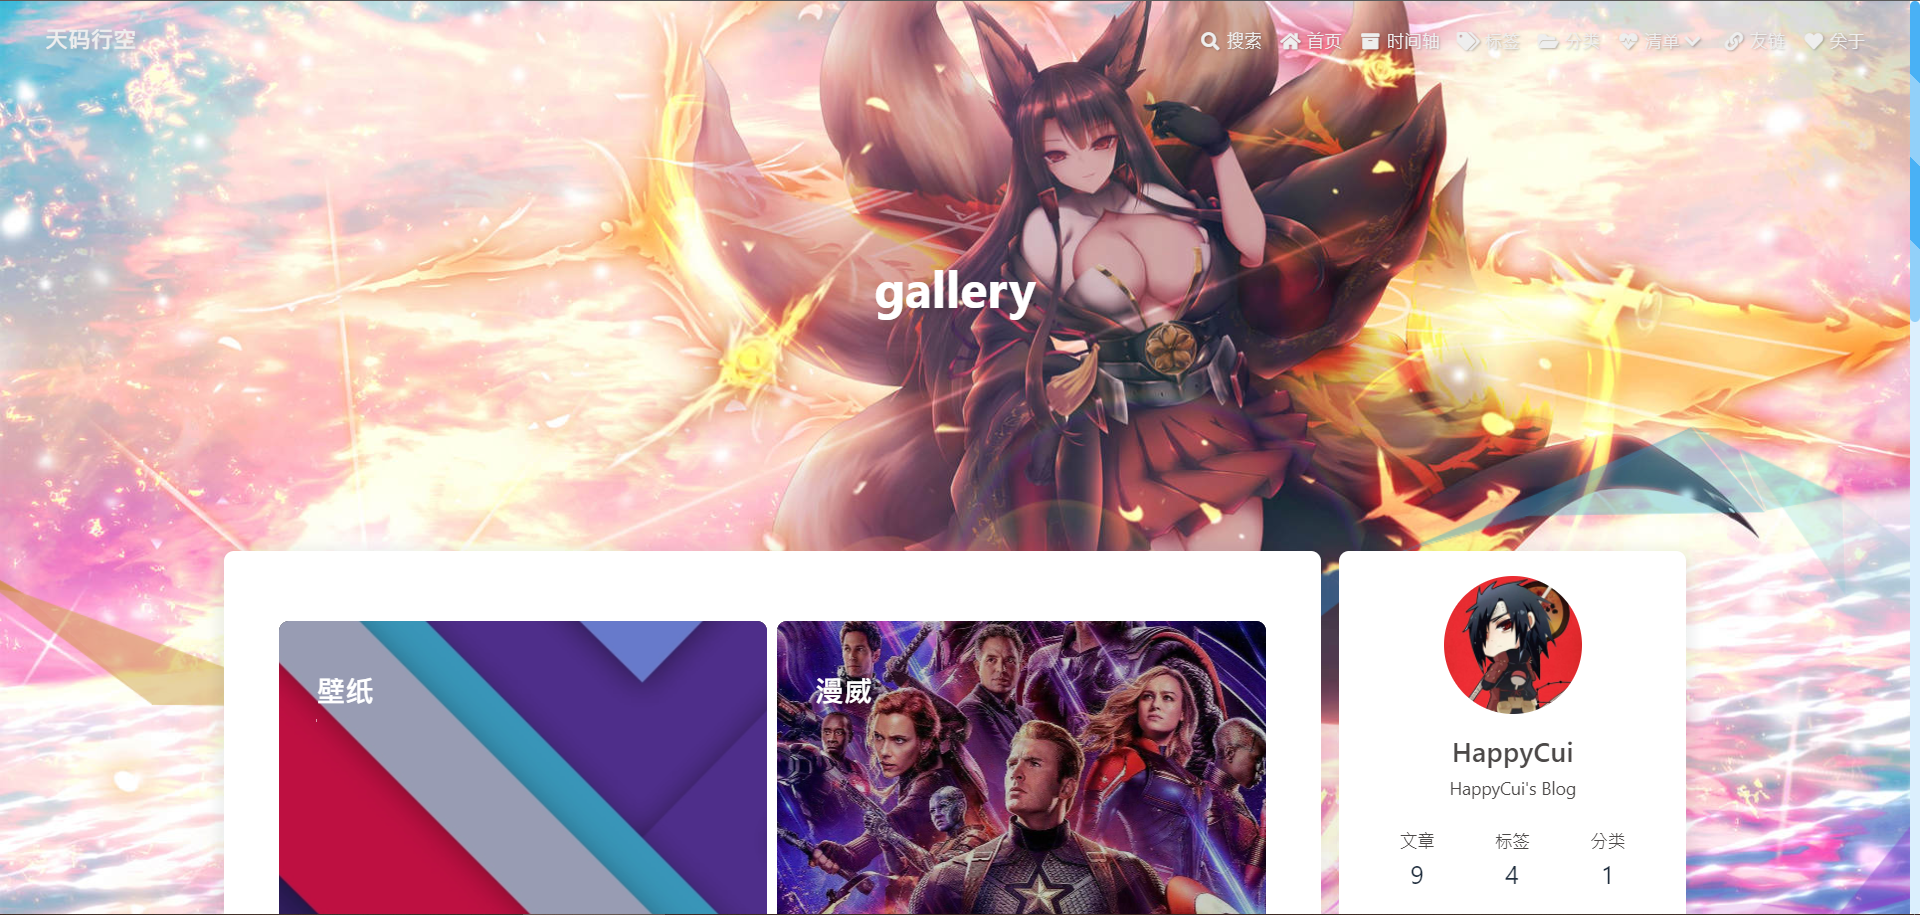 天码行空
搜索 首页 时间轴 标签 分类 清单 友链 关于
gallery
壁纸
漫威
HappyCui
HappyCui's Blog
文章 标签 分类
9 4 1